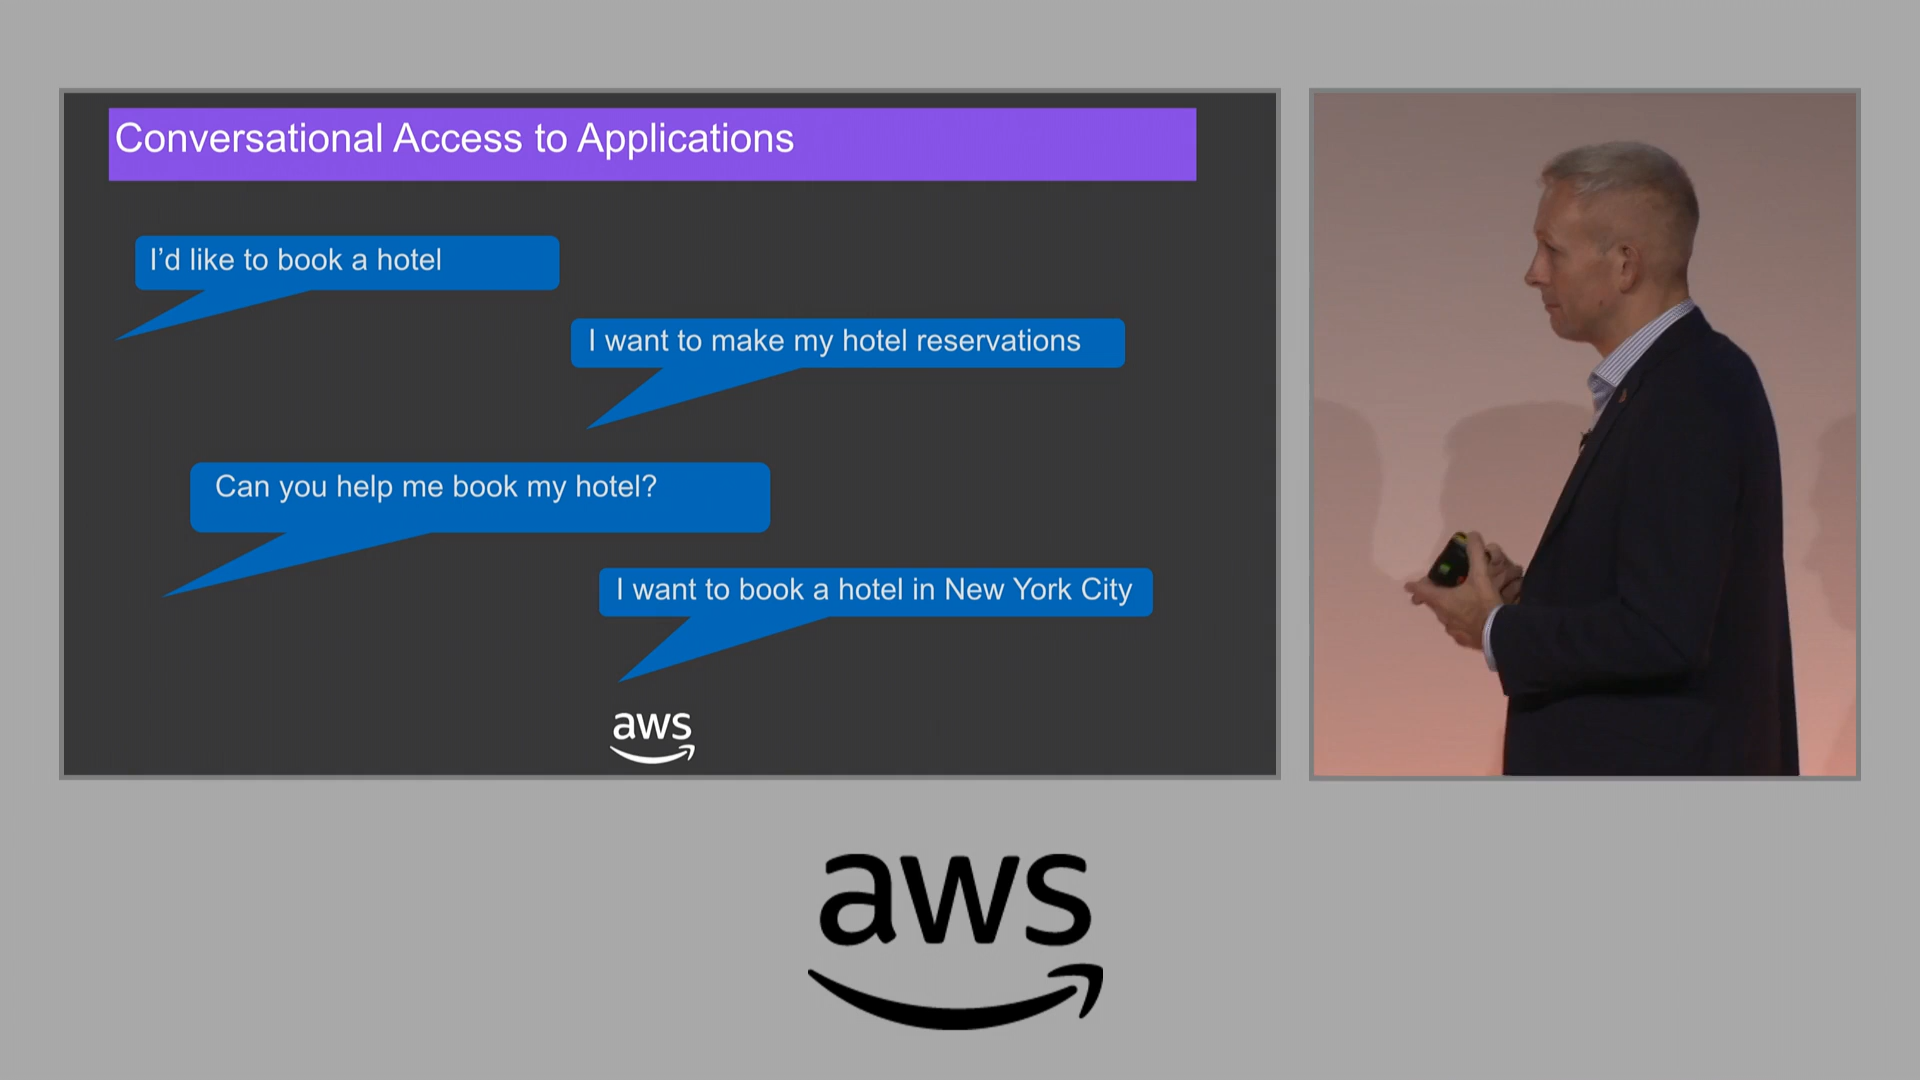 Conversational Access to Applications
I’d like to book a hotel
I want to make my hotel reservations
Can you help me book my hotel?
I want to book a hotel in New York City
aws
aws